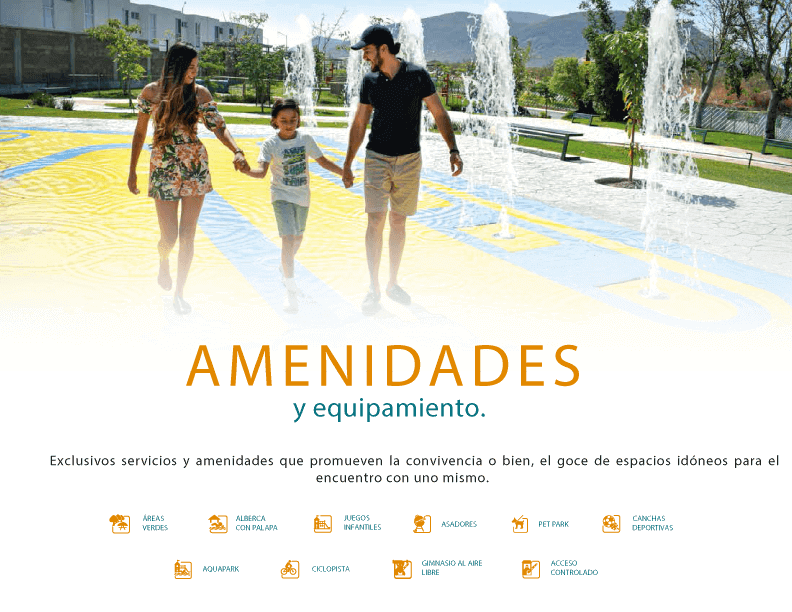 AMENIDADES
y equipamiento.
Exclusivos servicios y amenidades que promueven la convivencia o bien, el goce de espacios idóneos para el
encuentro con uno mismo.
ÁREAS
VERDES
ALBERCA
CON PALAPA
JUEGOS
INFANTILES
ASADORES
PET PARK
CANCHAS
DEPORTIVAS
AQUAPARK
CICLOPISTA
GIMNASIO AL AIRE
LIBRE
ACCESO
CONTROLADO